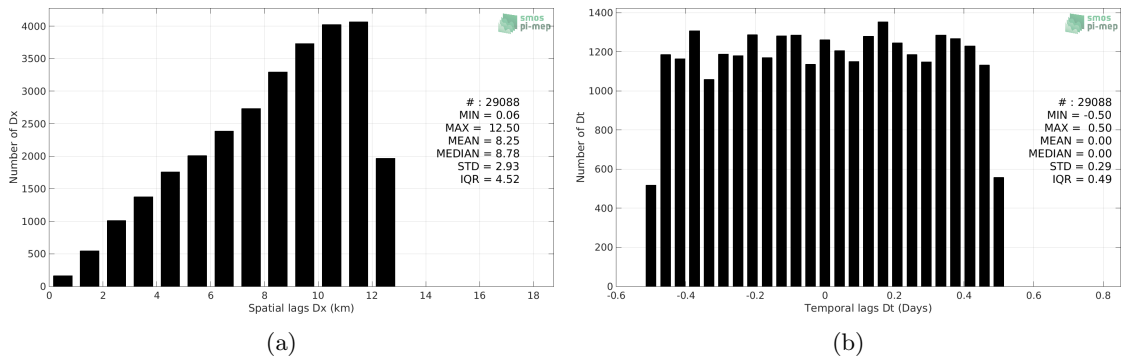 smos
pi-mep
4000
3500
3000
2500
2000
1500
1000
500
0
Number of Dx
# : 29088
MIN = 0.06
MAX = 12.50
MEAN = 8.25
MEDIAN = 8.78
STD = 2.93
IQR = 4.52
0 2 4 6 8 10 12 14 16 18
Spatial lags Dx (km)
(a)
smos
pi-mep
1400
1200
1000
800
600
400
200
0
Number of Dt
# : 29088
MIN = -0.50
MAX = 0.50
MEAN = 0.00
MEDIAN = 0.00
STD = 0.29
IQR = 0.49
-0.6 -0.4 -0.2 0 0.2 0.4 0.6 0.8
Temporal lags Dt (Days)
(b)